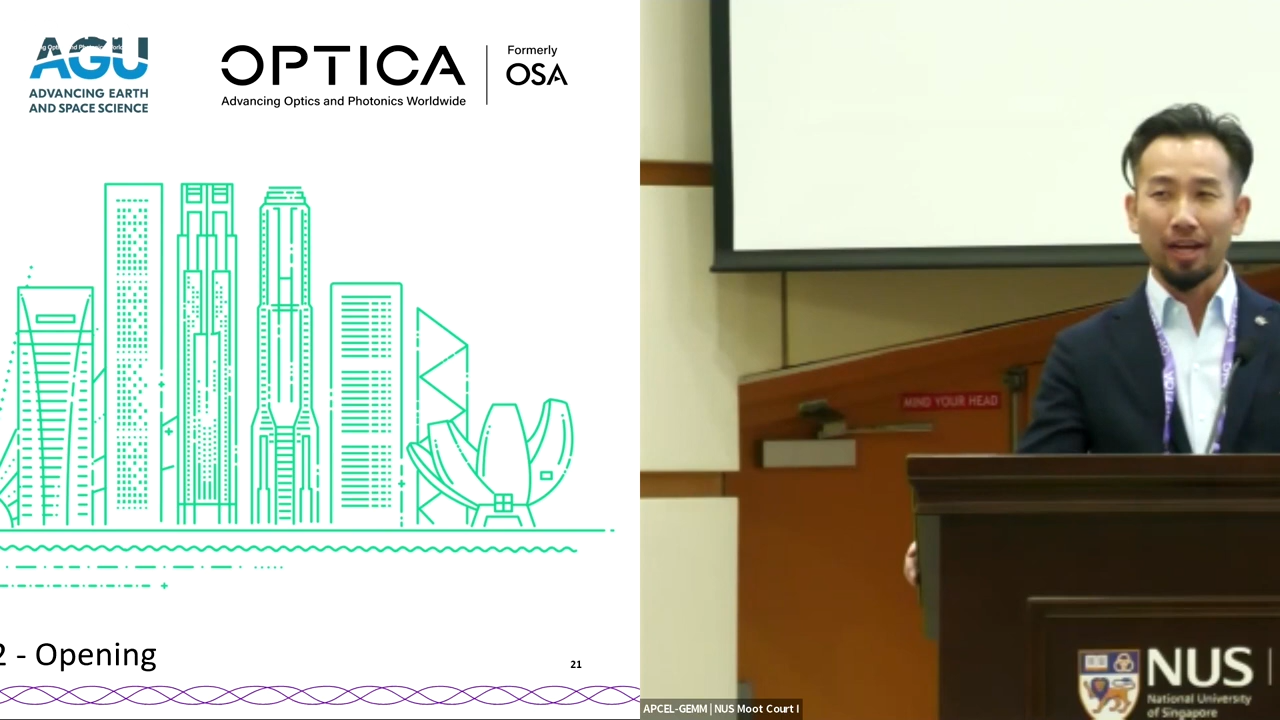 AGU
ADVANCING EARTH
AND SPACE SCIENCE
OPTICA
Advancing Optics and Photonics Worldwide
Formerly
OSA
2 - Opening
21
MIND YOUR HEAD
NUS
National University
of Singapore
APCEL-GEMM | NUS Moot Court I